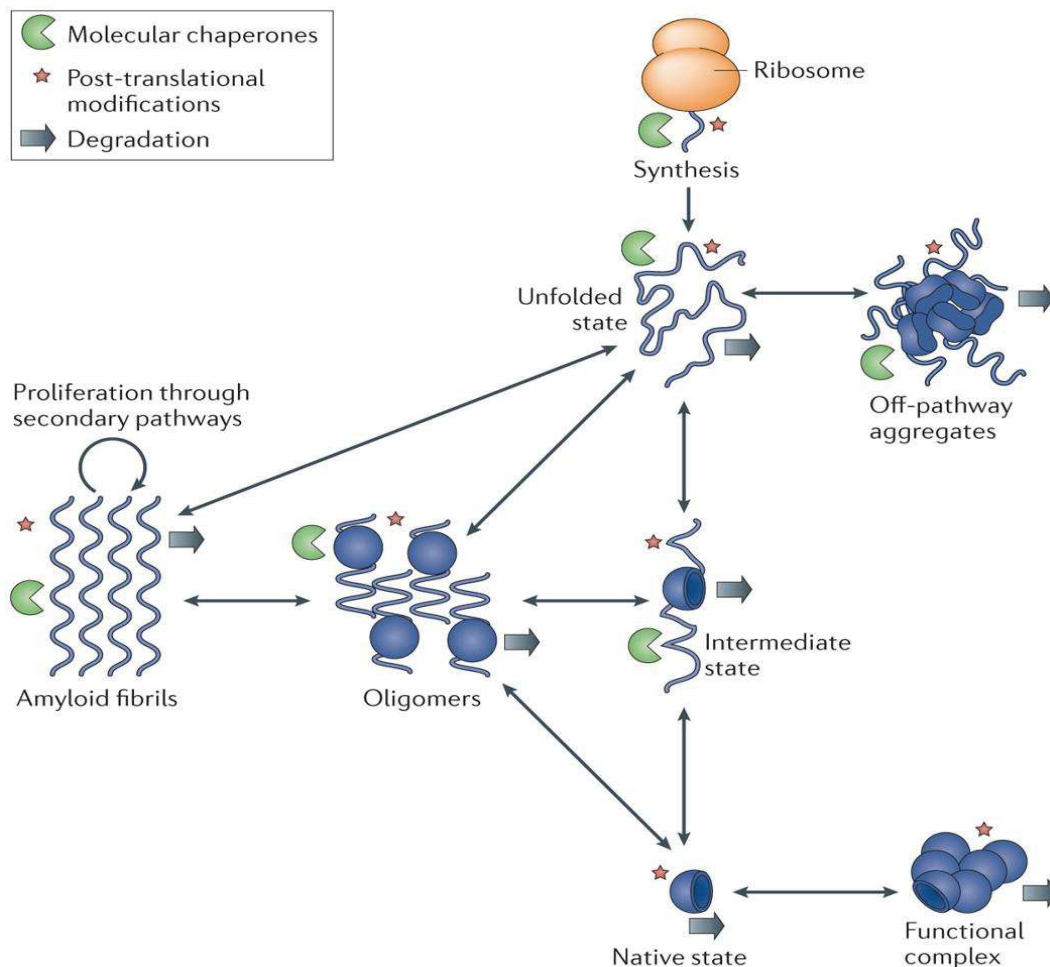 Molecular chaperones
Post-translational
modifications
Degradation
Ribosome
Synthesis
Unfolded
state
Off-pathway
aggregates
Proliferation through
secondary pathways
Amyloid fibrils
Oligomers
Intermediate
state
Native state
Functional
complex